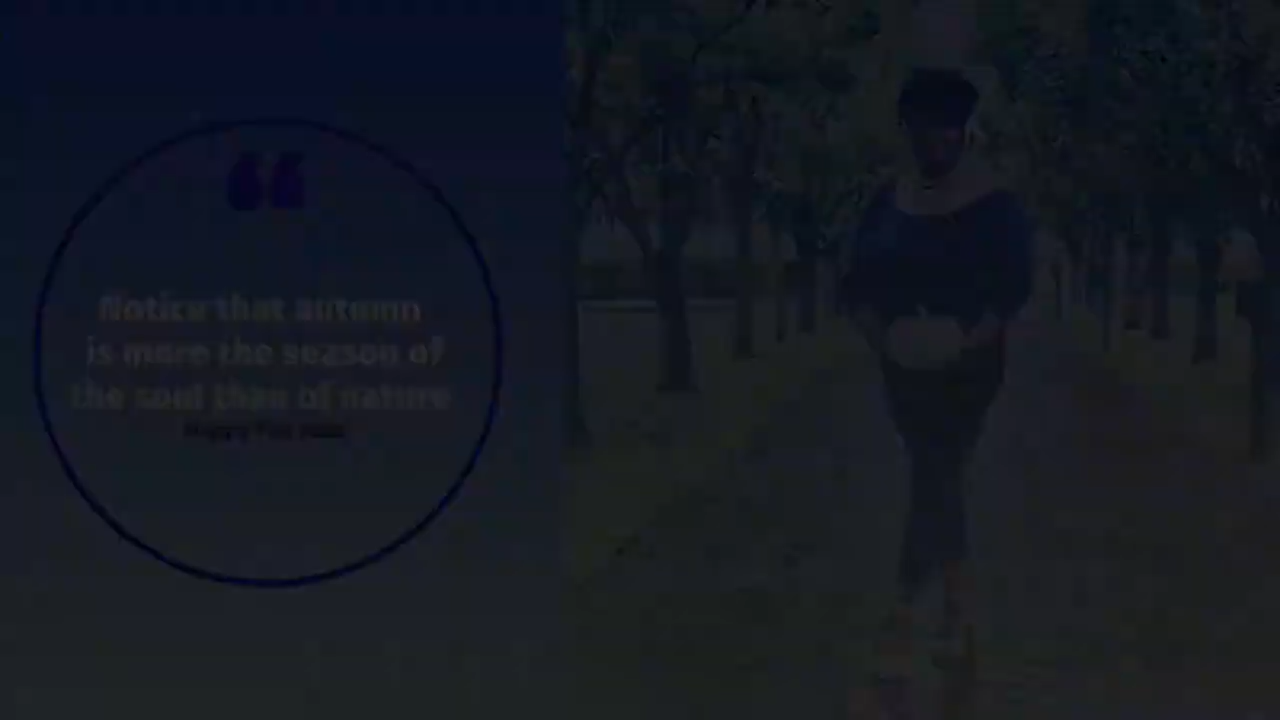 “
Notice that autumn
is more the season of
the soul than of nature